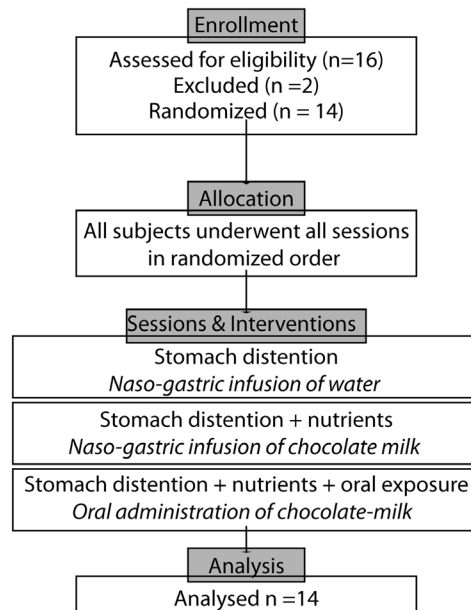 Enrollment
Assessed for eligibility (n=16)
Excluded (n =2)
Randomized (n = 14)
Allocation
All subjects underwent all sessions
in randomized order
Sessions & Interventions
Stomach distention
Naso-gastric infusion of water
Stomach distention + nutrients
Naso-gastric infusion of chocolate milk
Stomach distention + nutrients + oral exposure
Oral administration of chocolate-milk
Analysis
Analysed n =14